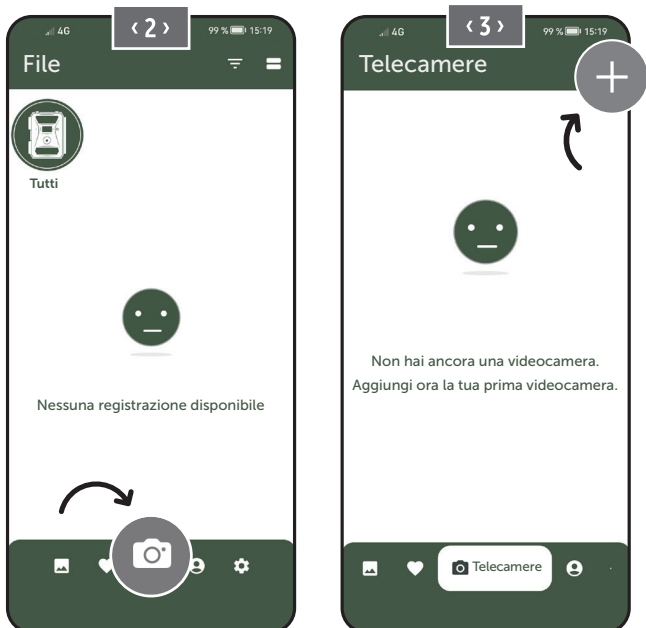 ‹ 2 ›
4G 99 % 15:19
File
Tutti
Nessuna registrazione disponibile
‹ 3 ›
4G 99 % 15:19
Telecamere
Non hai ancora una videocamera.
Aggiungi ora la tua prima videocamera.
Telecamere